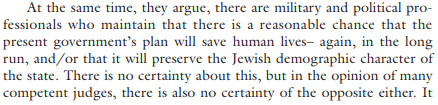 At the same time, they argue, there are military and political pro-
fessionals who maintain that there is a reasonable chance that the
present government's plan will save human lives– again, in the long
run, and/or that it will preserve the Jewish demographic character of
the state. There is no certainty about this, but in the opinion of many
competent judges, there is also no certainty of the opposite either. It